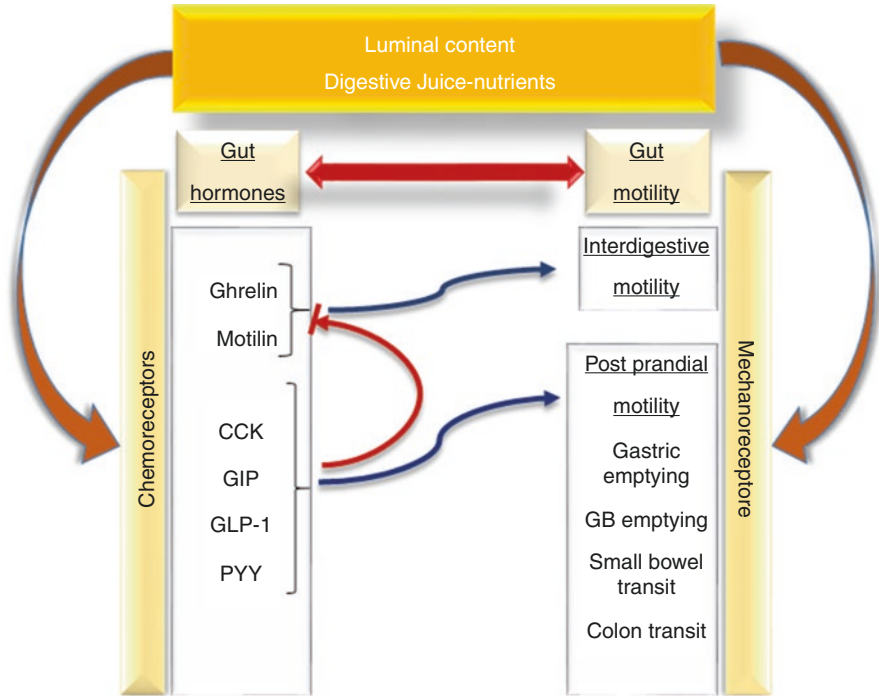 Luminal content
Digestive Juice-nutrients
Gut
hormones
Gut
motility
Chemoreceptors
Ghrelin
Motilin
CCK
GIP
GLP-1
PYY
Interdigestive
motility
Post prandial
motility
Gastric
emptying
GB emptying
Small bowel
transit
Colon transit
Mechanoreceptore